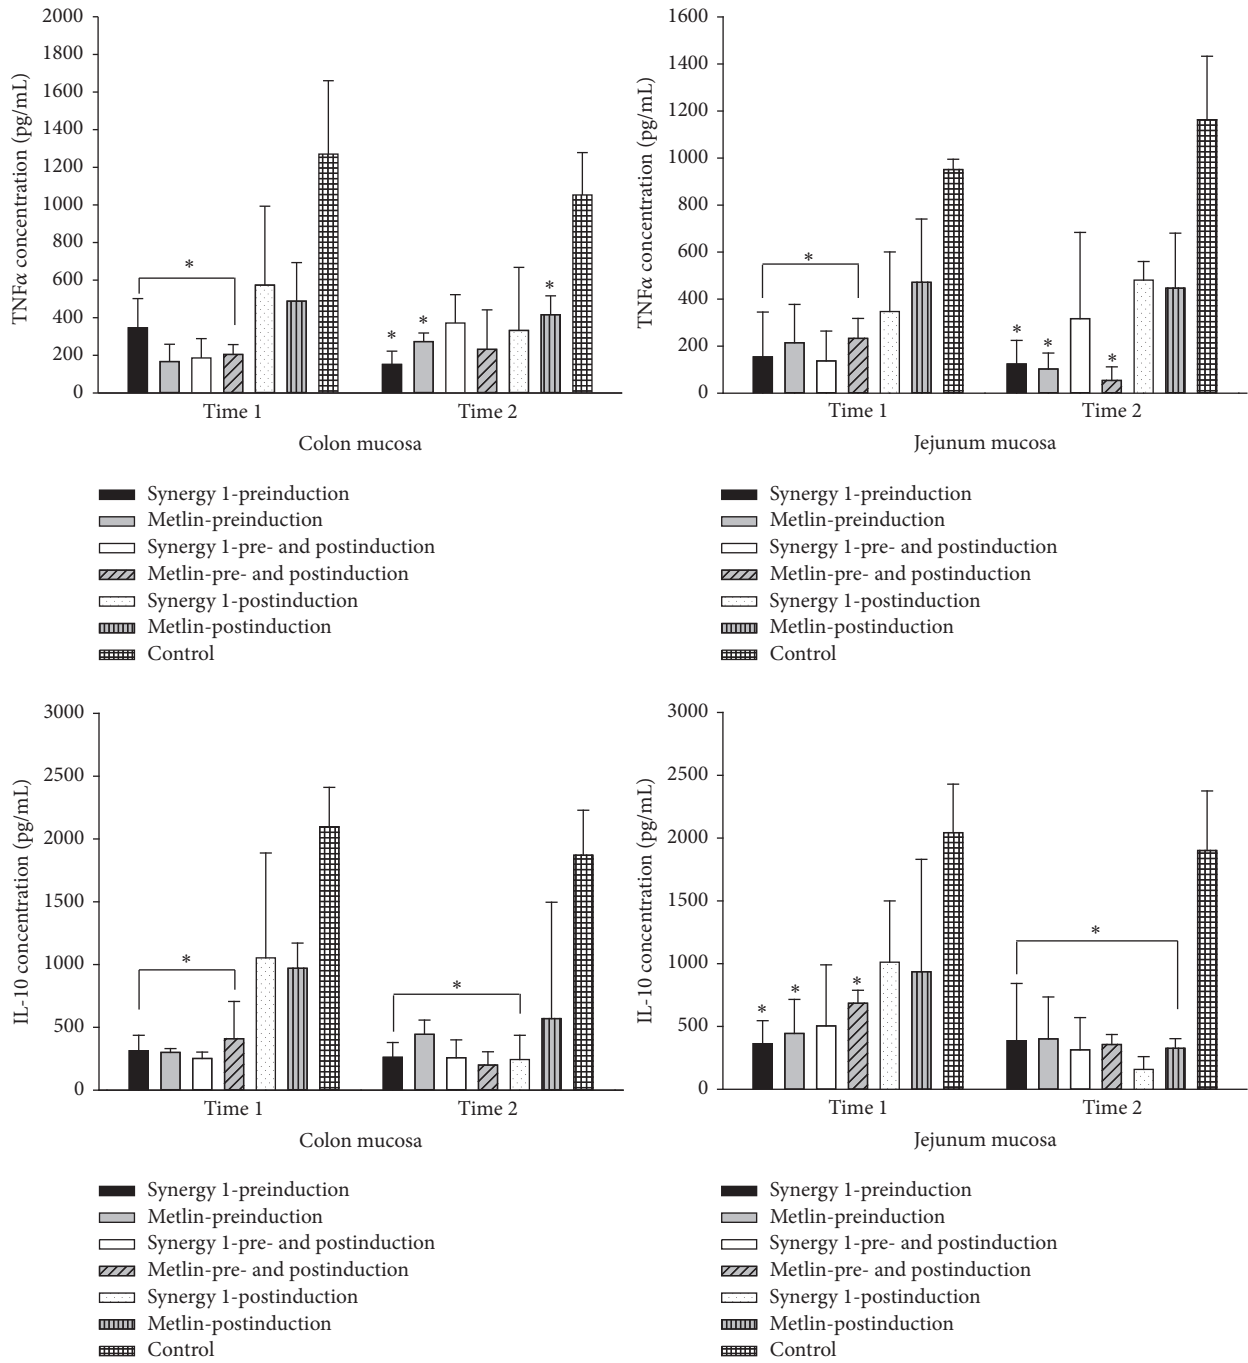 TNFα concentration (pg/mL)
2000
1800
1600
1400
1200
1000
800
600
400
200
0
*
*
*
*
Time 1
Time 2
Colon mucosa
Synergy 1-preinduction
Metlin-preinduction
Synergy 1-pre- and postinduction
Metlin-pre- and postinduction
Synergy 1-postinduction
Metlin-postinduction
Control
TNFα concentration (pg/mL)
1600
1400
1200
1000
800
600
400
200
0
*
*
*
*
Time 1
Time 2
Jejunum mucosa
Synergy 1-preinduction
Metlin-preinduction
Synergy 1-pre- and postinduction
Metlin-pre- and postinduction
Synergy 1-postinduction
Metlin-postinduction
Control
IL-10 concentration (pg/mL)
3000
2500
2000
1500
1000
500
0
*
*
Time 1
Time 2
Colon mucosa
Synergy 1-preinduction
Metlin-preinduction
Synergy 1-pre- and postinduction
Metlin-pre- and postinduction
Synergy 1-postinduction
Metlin-postinduction
Control
IL-10 concentration (pg/mL)
3000
2500
2000
1500
1000
500
0
*
*
*
*
Time 1
Time 2
Jejunum mucosa
Synergy 1-preinduction
Metlin-preinduction
Synergy 1-pre- and postinduction
Metlin-pre- and postinduction
Synergy 1-postinduction
Metlin-postinduction
Control